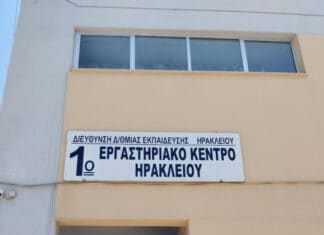 ΔΙΕΥΘΥΝΣΗ Δ/ΘΜΙΑΣ ΕΚΠΑΙΔΕΥΣΗΣ ΗΡΑΚΛΕΙΟΥ
1ο ΕΡΓΑΣΤΗΡΙΑΚΟ ΚΕΝΤΡΟ
ΗΡΑΚΛΕΙΟΥ